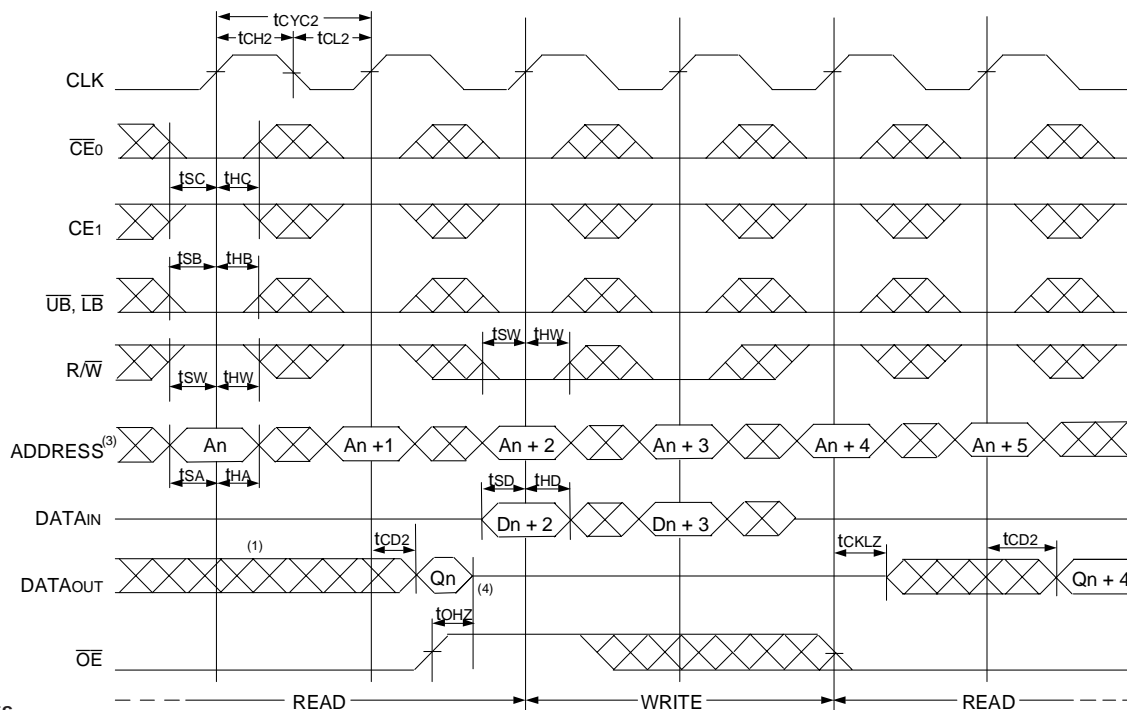 tCYC2
tCH2 tCL2
CLK
CE0
tSC tHC
CE1
tSB tHB
UB, LB
tSW tHW
R/W
tSW tHW
ADDRESS(3) An An + 1 An + 2 An + 3 An + 4 An + 5
tSA tHA tSD tHD
DATAIN Dn + 2 Dn + 3
(1) tCD2 tCKLZ tCD2
DATAOUT Qn (4) Qn + 4
tOHZ
OE
READ WRITE READ